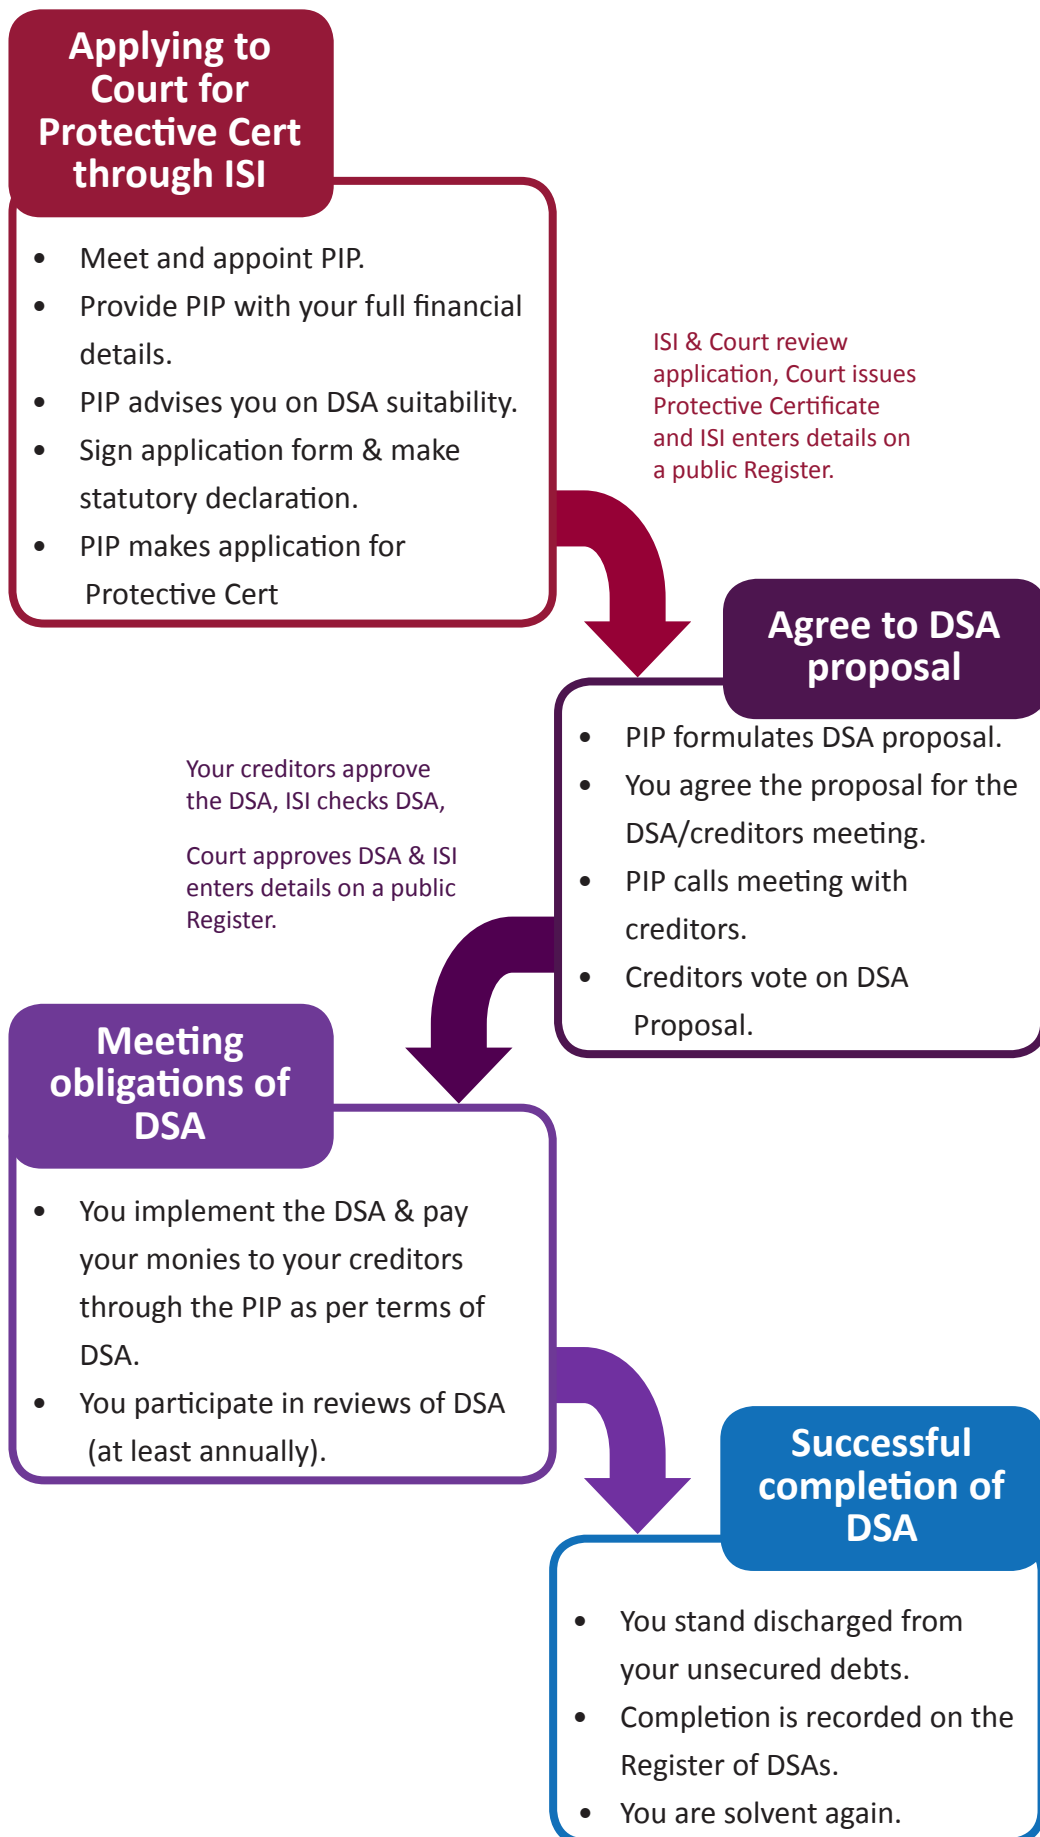 Applying to
Court for
Protective Cert
through ISI
• Meet and appoint PIP.
• Provide PIP with your full financial
details.
• PIP advises you on DSA suitability.
• Sign application form & make
statutory declaration.
• PIP makes application for
Protective Cert
ISI & Court review
application, Court issues
Protective Certificate
and ISI enters details on
a public Register.
Agree to DSA
proposal
• PIP formulates DSA proposal.
• You agree the proposal for the
DSA/creditors meeting.
• PIP calls meeting with
creditors.
• Creditors vote on DSA
Proposal.
Your creditors approve
the DSA, ISI checks DSA,
Court approves DSA & ISI
enters details on a public
Register.
Meeting
obligations of
DSA
• You implement the DSA & pay
your monies to your creditors
through the PIP as per terms of
DSA.
• You participate in reviews of DSA
(at least annually).
Successful
completion of
DSA
• You stand discharged from
your unsecured debts.
• Completion is recorded on the
Register of DSAs.
• You are solvent again.